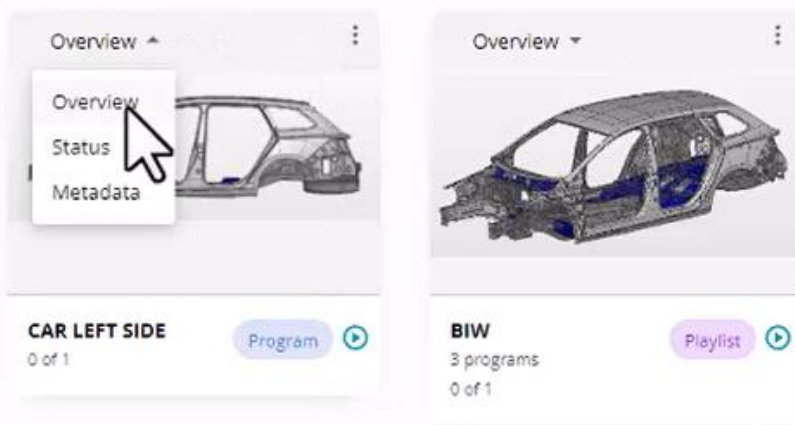 Overview
Overview
Status
Metadata
CAR LEFT SIDE
Program
0 of 1
Overview
BIW
Playlist
3 programs
0 of 1